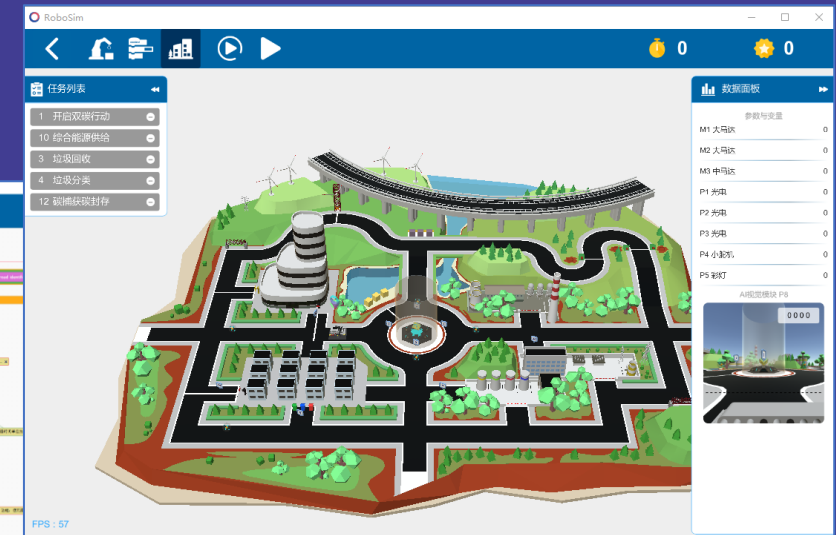 RoboSim
0
0
任务列表
1 开启双碳行动
10 综合能源供给
3 垃圾回收
4 垃圾分类
12 碳捕获碳封存
数据面板
参数与变量
M1 大马达 0
M2 大马达 0
M3 中马达 0
P1 光电 0
P2 光电 0
P3 光电 0
P4 小舵机 0
P5 彩灯 0
AI视觉模块 P8
0000
FPS : 57